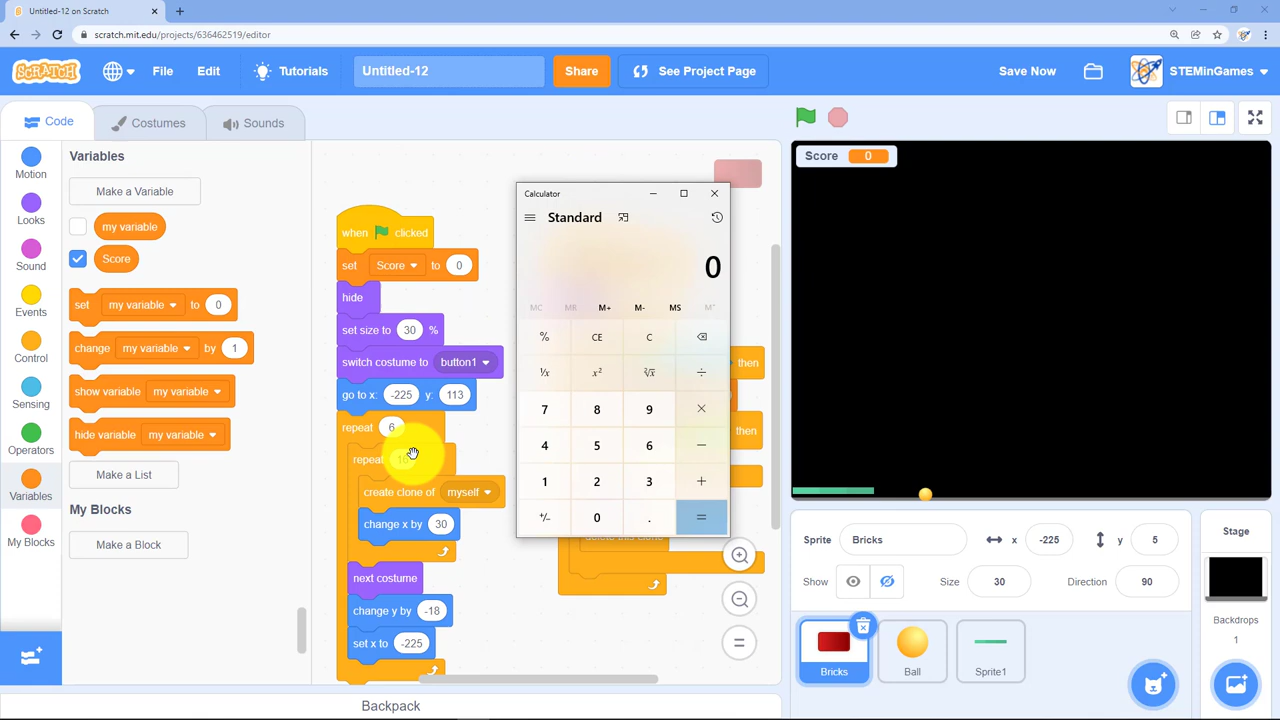 Untitled-12 on Scratch
scratch.mit.edu/projects/636462519/editor
SCRATCH
File
Edit
Tutorials
Untitled-12
Share
See Project Page
Save Now
STEMinGames
Code
Costumes
Sounds
Motion
Looks
Sound
Events
Control
Sensing
Operators
Variables
My Blocks
Variables
Make a Variable
my variable
Score
set my variable to 0
change my variable by 1
show variable my variable
hide variable my variable
Make a List
My Blocks
Make a Block
when clicked
set Score to 0
hide
set size to 30 %
switch costume to button1
go to x: -225 y: 113
repeat 6
repeat
create clone of myself
change x by 30
next costume
change y by -18
set x to -225
then
then
delete this clone
Calculator
Standard
0
MC MR M+ M- MS M˅
% CE C
¹/x x² ²√x ÷
7 8 9 ×
4 5 6 −
1 2 3 +
+/- 0 . =
Score 0
Sprite Bricks x -225 y 5
Show Size 30 Direction 90
Bricks
Ball
Sprite1
Stage
Backdrops
1
Backpack